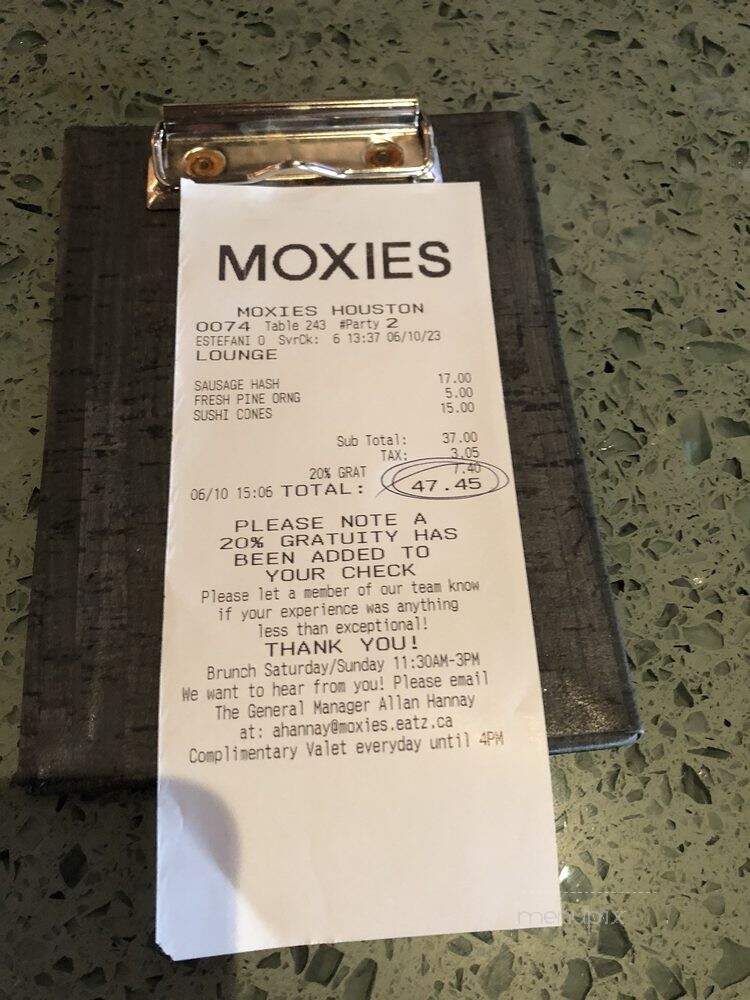 MOXIES
MOXIES HOUSTON
0074 Table 243 #Party 2
ESTEFANI O SvrCk: 6 13:37 06/10/23
LOUNGE
SAUSAGE HASH 17.00
FRESH PINE ORNG 5.00
SUSHI CONES 15.00
Sub Total: 37.00
TAX: 3.05
20% GRAT 7.40
06/10 15:06 TOTAL: 47.45
PLEASE NOTE A
20% GRATUITY HAS
BEEN ADDED TO
YOUR CHECK
Please let a member of our team know
if your experience was anything
less than exceptional!
THANK YOU!
Brunch Saturday/Sunday 11:30AM-3PM
We want to hear from you! Please email
The General Manager Allan Hannay
at: ahannay@moxies.eatz.ca
Complimentary Valet everyday until 4PM
menupix